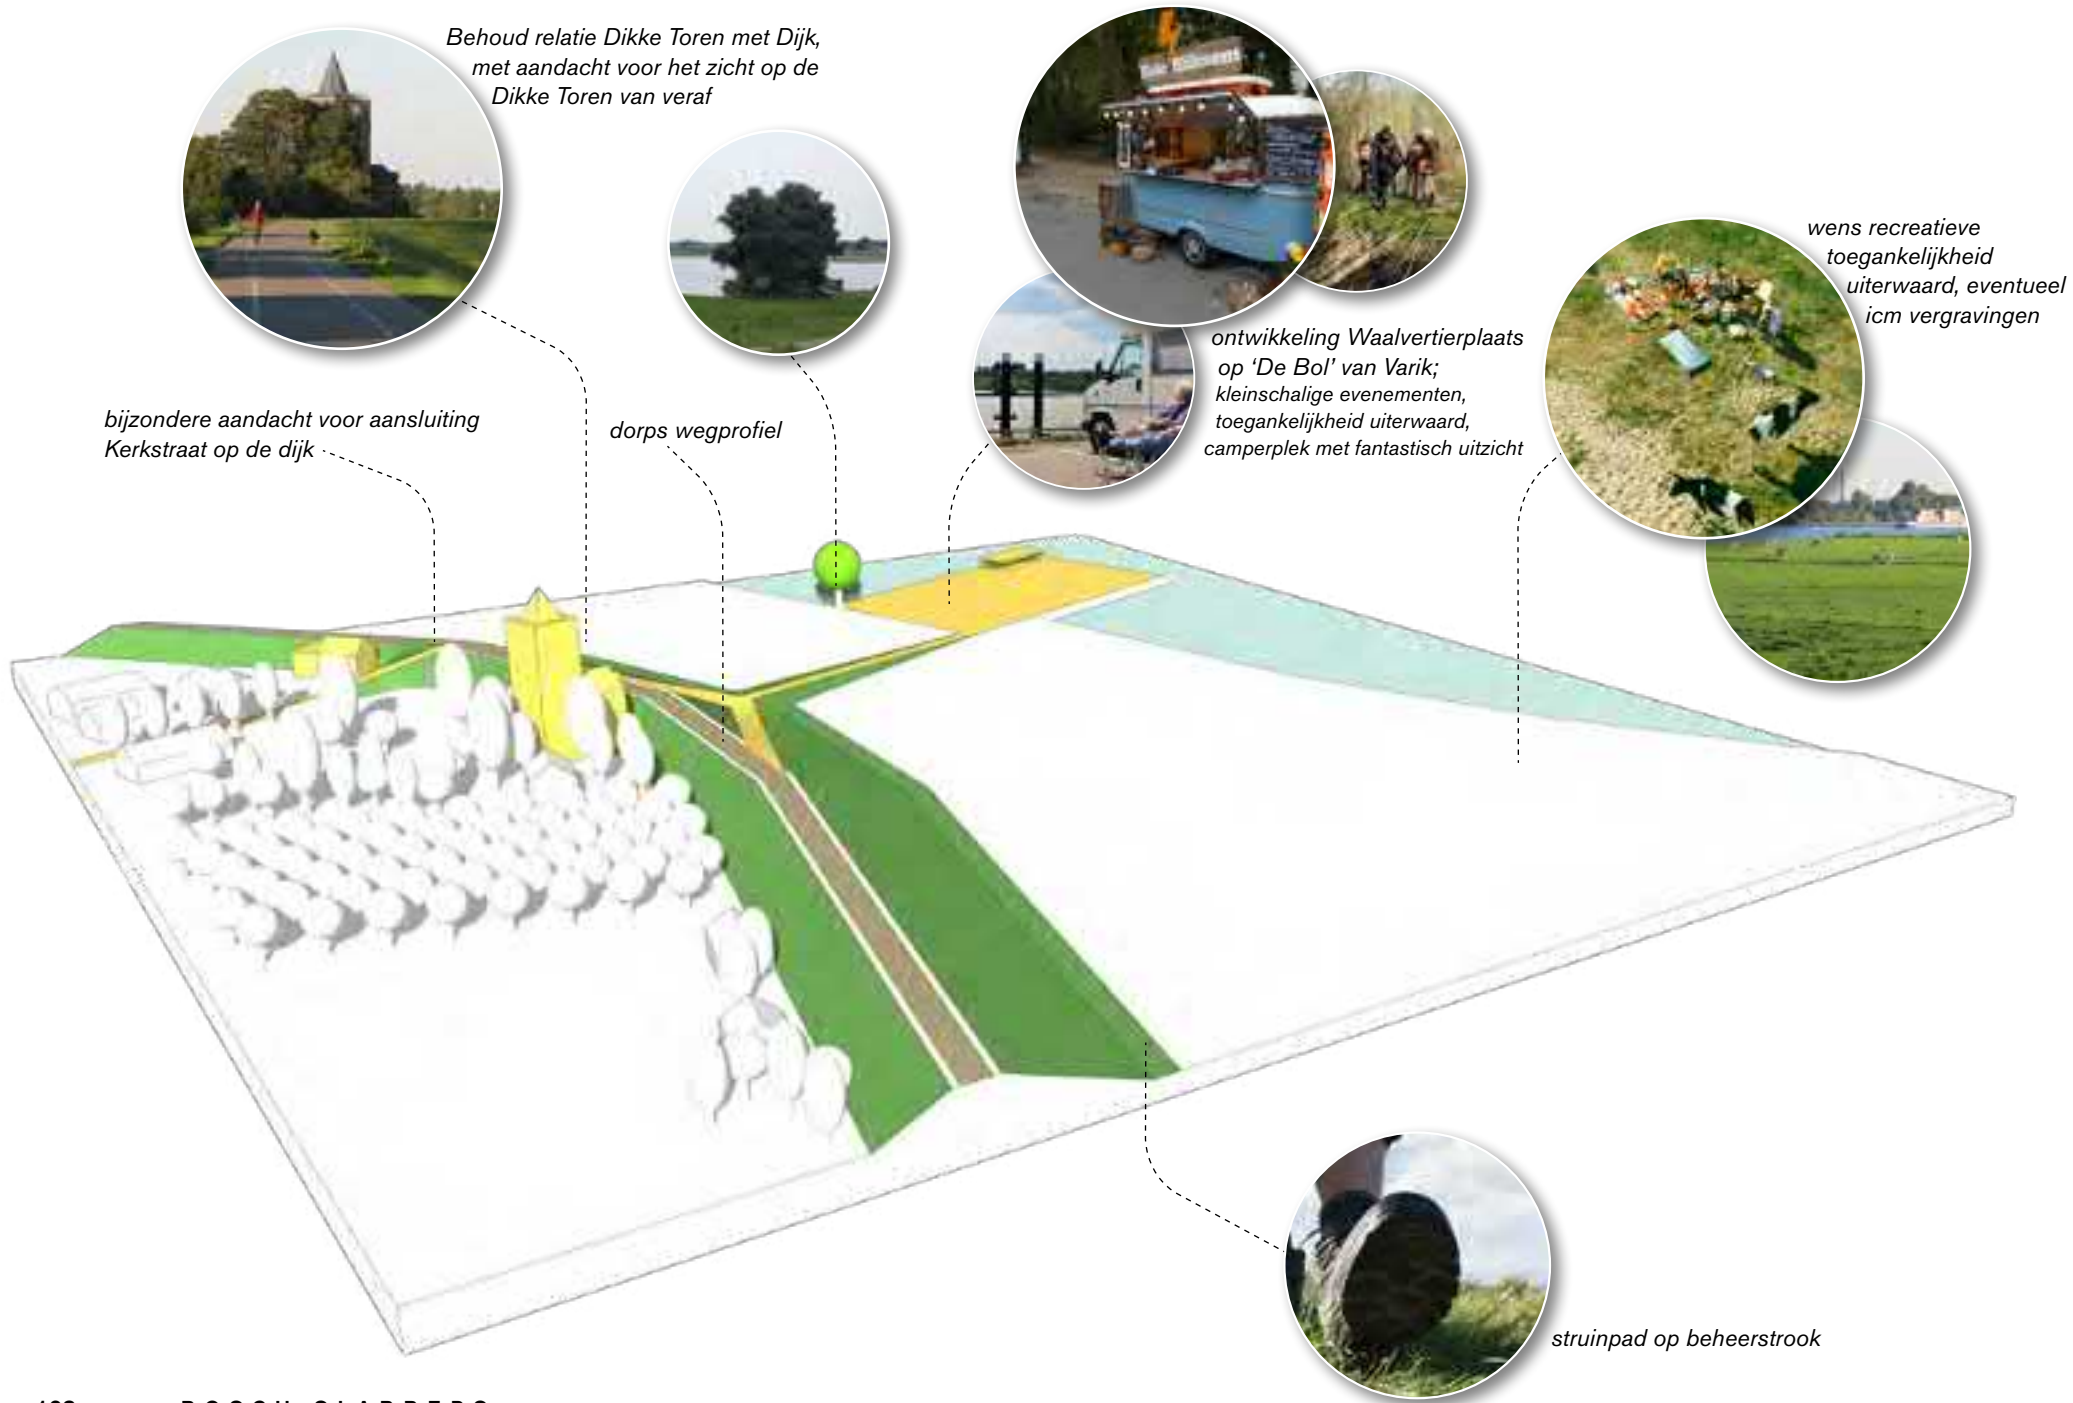 Behoud relatie Dikke Toren met Dijk,
met aandacht voor het zicht op de
Dikke Toren van veraf
wens recreatieve
toegankelijkheid
uiterwaard, eventueel
icm vergravingen
ontwikkeling Waalvertierplaats
op ‘De Bol’ van Varik;
kleinschalige evenementen,
toegankelijkheid uiterwaard,
camperplek met fantastisch uitzicht
bijzondere aandacht voor aansluiting
Kerkstraat op de dijk
dorps wegprofiel
struinpad op beheerstrook
BOSCH SLABBERS